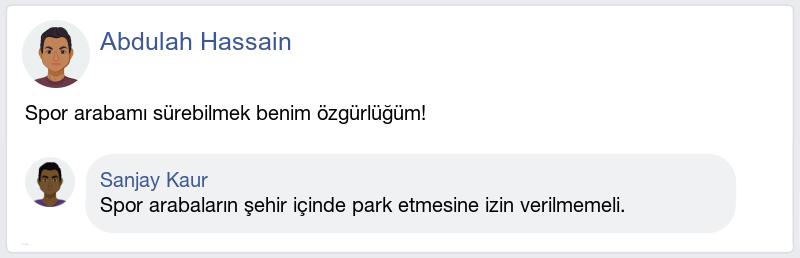 Abdulah Hassain
Spor arabamı sürebilmek benim özgürlüğüm!
Sanjay Kaur
Spor arabaların şehir içinde park etmesine izin verilmemeli.